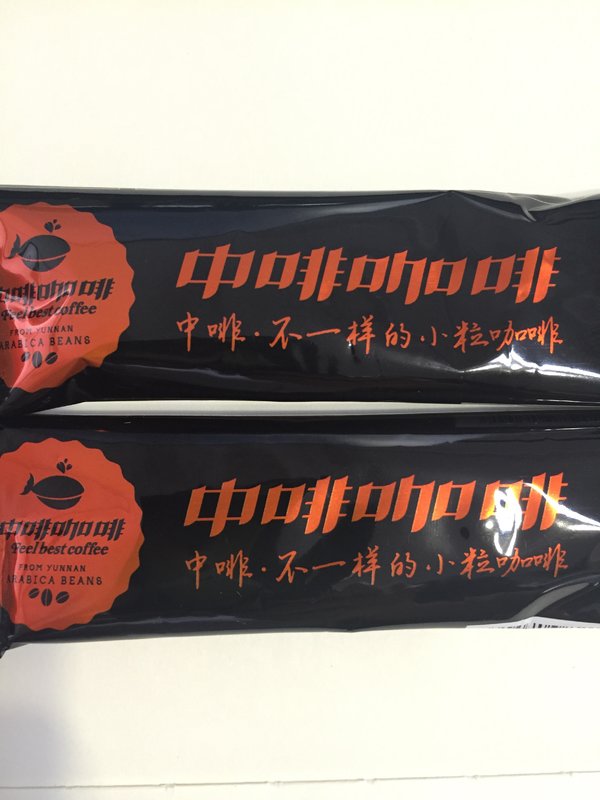 中啡咖啡
Feel best coffee
FROM YUNNAN
ARABICA BEANS
中啡咖啡
中啡·不一样的小粒咖啡
中啡咖啡
Feel best coffee
FROM YUNNAN
ARABICA BEANS
中啡咖啡
中啡·不一样的小粒咖啡